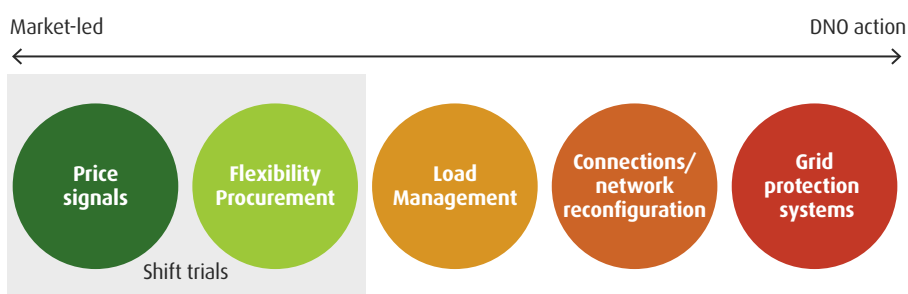 Market-led
DNO action
Price
signals
Flexibility
Procurement
Load
Management
Connections/
network
reconfiguration
Grid
protection
systems
Shift trials